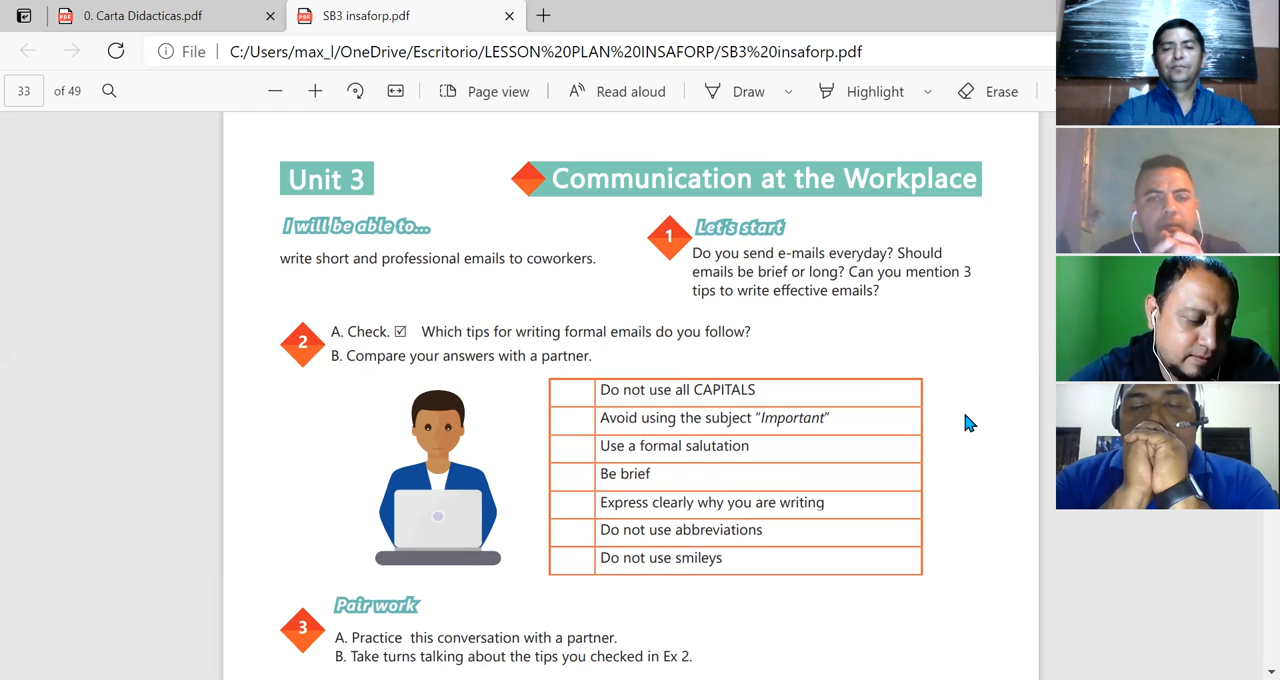 0. Carta Didacticas.pdf
SB3 insaforp.pdf
File
C:/Users/max_l/OneDrive/Escritorio/LESSON%20PLAN%20INSAFORP/SB3%20insaforp.pdf
33 of 49
Page view
Read aloud
Draw
Highlight
Erase
Unit 3
Communication at the Workplace
I will be able to...
write short and professional emails to coworkers.
1
Let's start
Do you send e-mails everyday? Should
emails be brief or long? Can you mention 3
tips to write effective emails?
2
A. Check. ☑ Which tips for writing formal emails do you follow?
B. Compare your answers with a partner.
Do not use all CAPITALS
Avoid using the subject “Important”
Use a formal salutation
Be brief
Express clearly why you are writing
Do not use abbreviations
Do not use smileys
3
Pair work
A. Practice this conversation with a partner.
B. Take turns talking about the tips you checked in Ex 2.